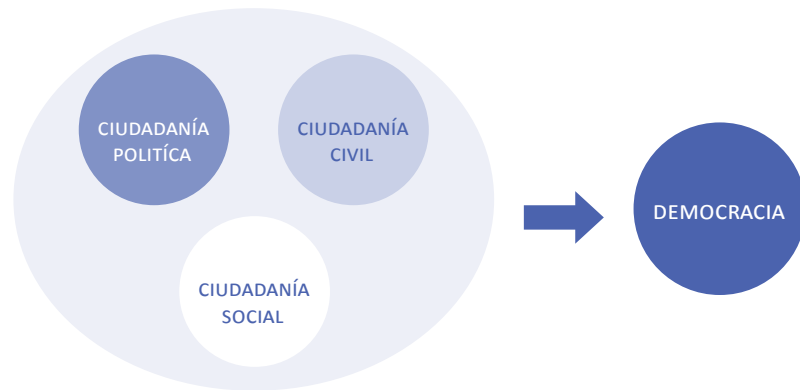 CIUDADANÍA
POLITÍCA
CIUDADANÍA
CIVIL
DEMOCRACIA
CIUDADANÍA
SOCIAL